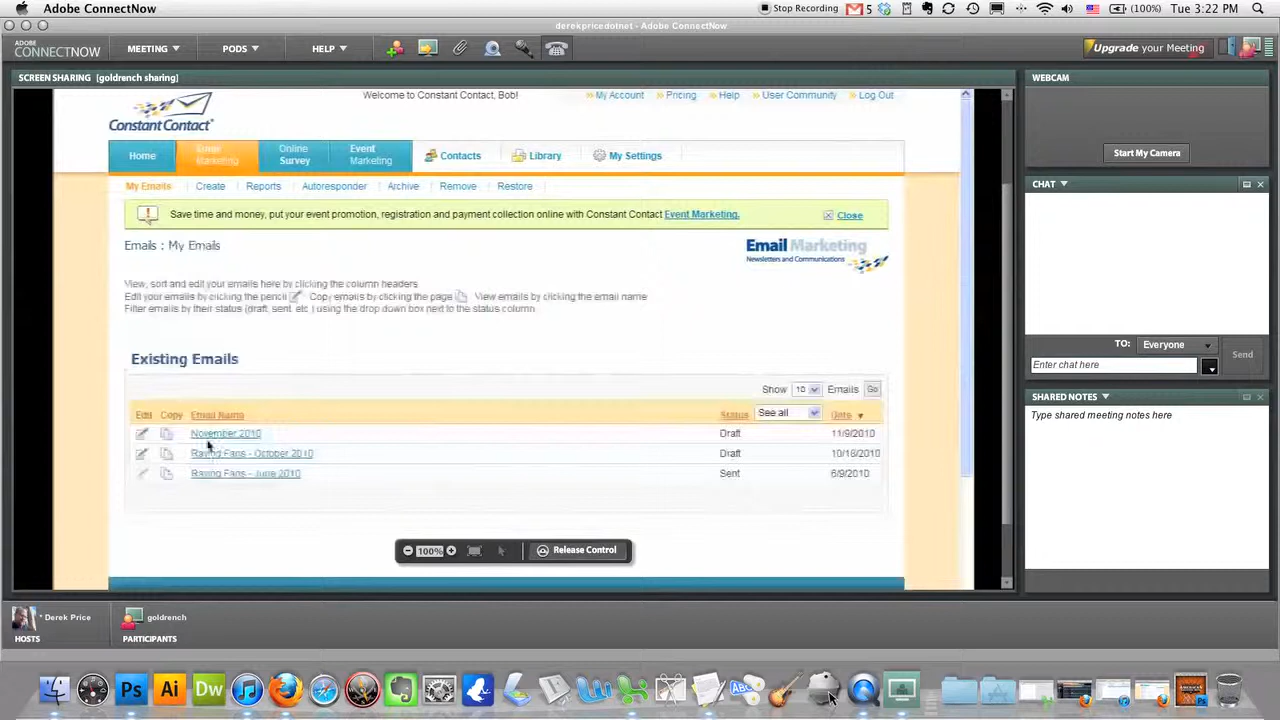 Adobe ConnectNow
Stop Recording
5
(100%)
Tue 3:22 PM
derekpricedotnet - Adobe ConnectNow
ADOBE
CONNECTNOW
MEETING
PODS
HELP
Upgrade your Meeting
SCREEN SHARING [goldrench sharing]
Welcome to Constant Contact, Bob!
My Account
Pricing
Help
User Community
Log Out
Constant Contact
Home
Email
Marketing
Online
Survey
Event
Marketing
Contacts
Library
My Settings
My Emails
Create
Reports
Autoresponder
Archive
Remove
Restore
Save time and money, put your event promotion, registration and payment collection online with Constant Contact Event Marketing.
Close
Emails : My Emails
Email Marketing
Newsletters and Communications
View, sort and edit your emails here by clicking the column headers
Edit your emails by clicking the pencil
Copy emails by clicking the page
View emails by clicking the email name
Filter emails by their status (draft, sent, etc.) using the drop down box next to the status column
Existing Emails
Show 10 Emails Go
Edit Copy Email Name Status See all Date
November 2010 Draft 11/9/2010
Raving Fans - October 2010 Draft 10/18/2010
Raving Fans - June 2010 Sent 6/9/2010
100%
Release Control
WEBCAM
Start My Camera
CHAT
TO: Everyone
Enter chat here
Send
SHARED NOTES
Type shared meeting notes here
* Derek Price
HOSTS
goldrench
PARTICIPANTS
Ps
Ai
Dw
ABC